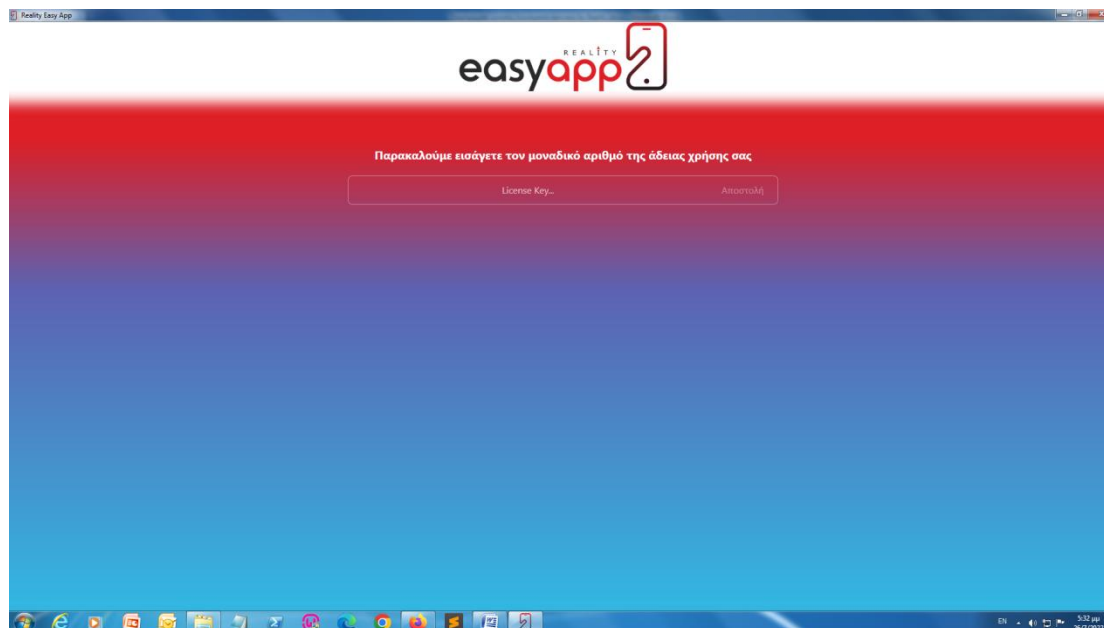 Reality Easy App
REALITY
easyapp
Παρακαλούμε εισάγετε τον μοναδικό αριθμό της άδειας χρήσης σας
License Key...
Αποστολή
EN
5:32 μμ